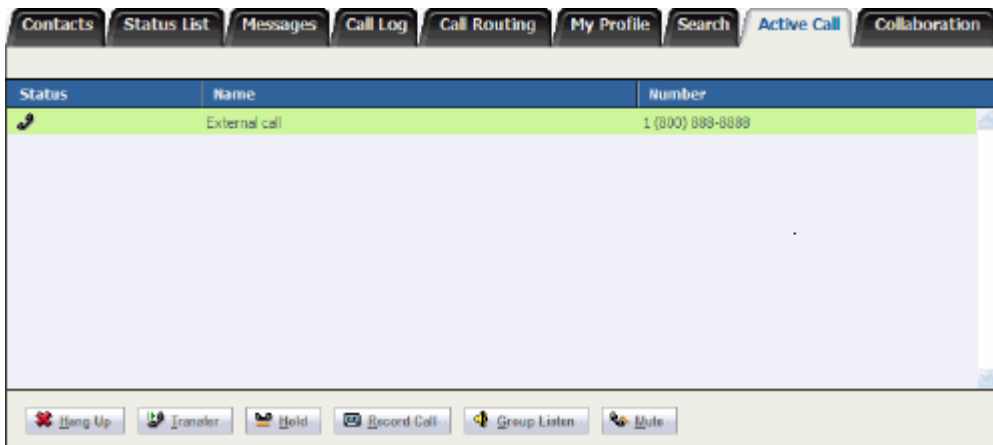 Contacts Status List Messages Call Log Call Routing My Profile Search Active Call Collaboration
Status Name Number
External call 1 (800) 888-8888
Hang Up Transfer Hold Record Call Group Listen Mute